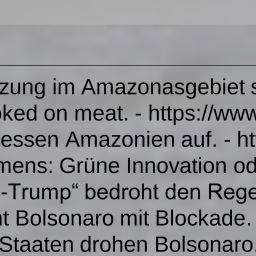 zung im Amazonasgebiet s
oked on meat. - https://www
essen Amazonien auf. - ht
mens: Grüne Innovation od
-Trump“ bedroht den Rege
t Bolsonaro mit Blockade.
Staaten drohen Bolsonaro.